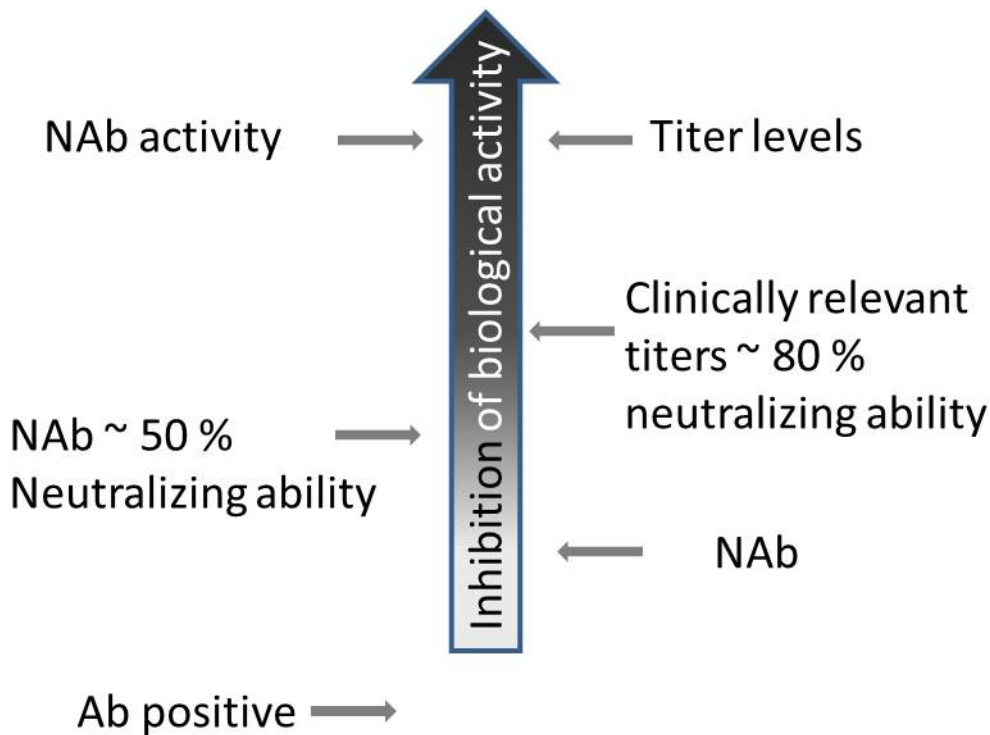 NAb activity
Titer levels
Inhibition of biological activity
Clinically relevant
titers ~ 80 %
neutralizing ability
NAb ~ 50 %
Neutralizing ability
NAb
Ab positive